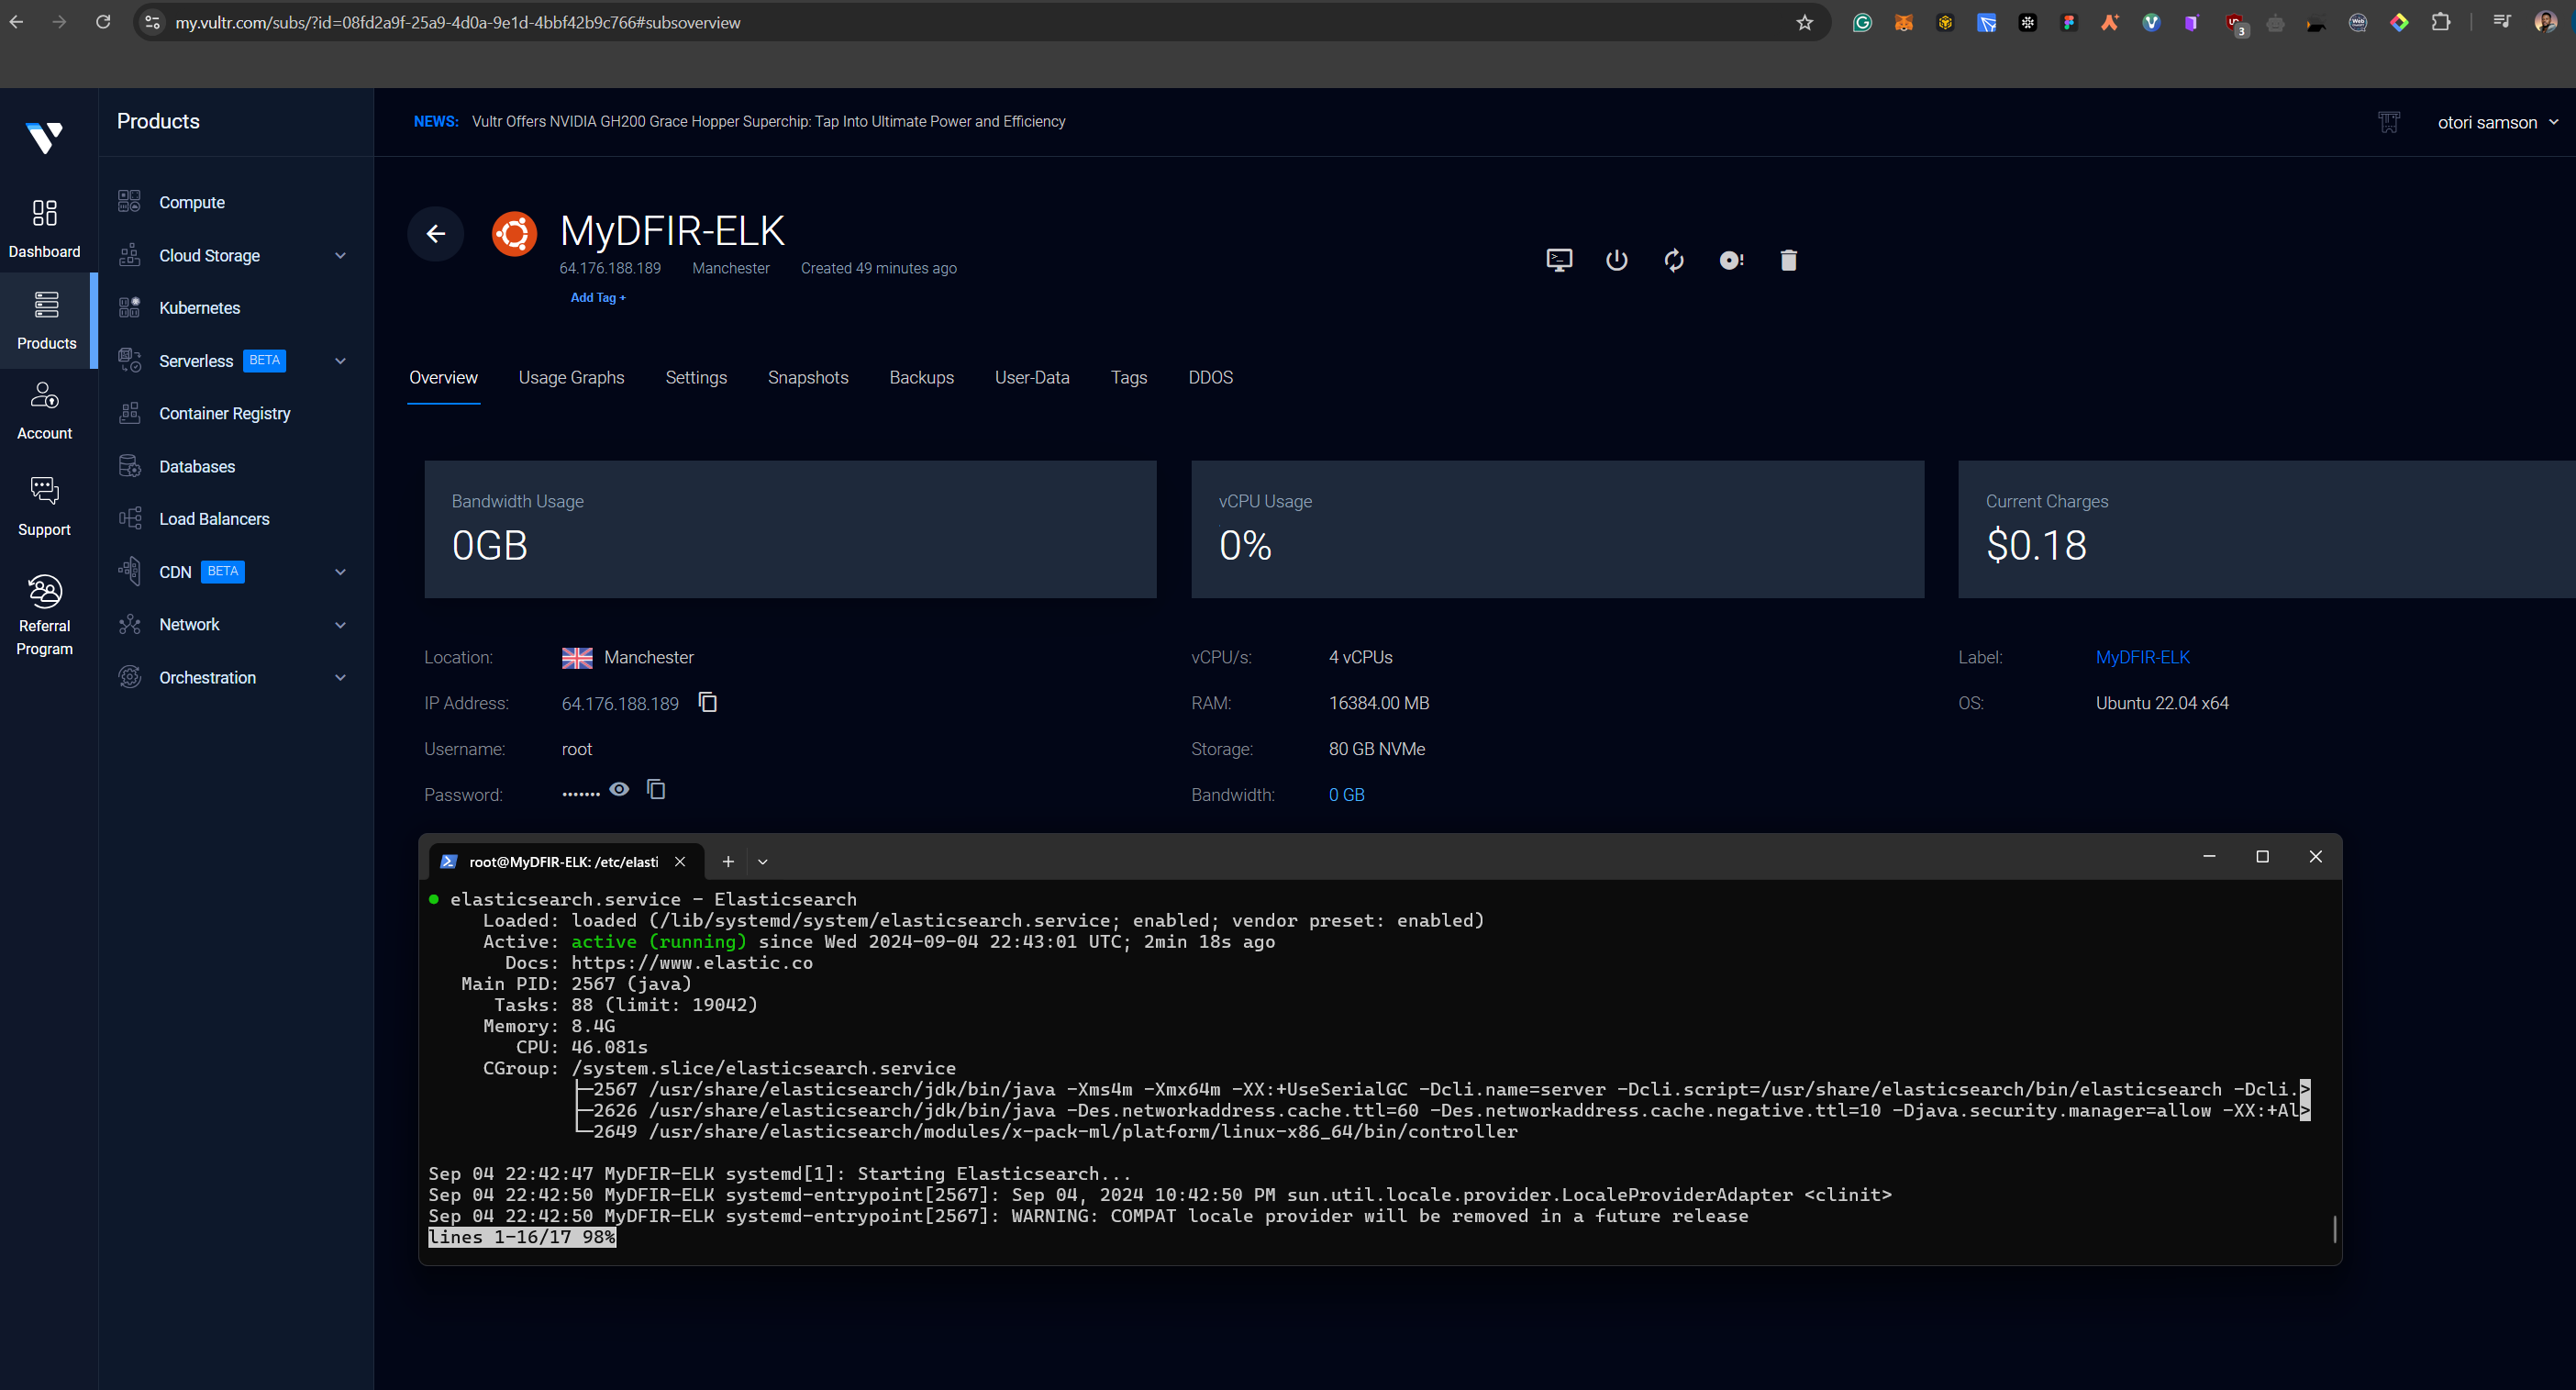 my.vultr.com/subs/?id=08fd2a9f-25a9-4d0a-9e1d-4bbf42b9c766#subsoverview
3
Products
NEWS: Vultr Offers NVIDIA GH200 Grace Hopper Superchip: Tap Into Ultimate Power and Efficiency
otori samson
Dashboard
Products
Account
Support
Referral
Program
Compute
Cloud Storage
Kubernetes
Serverless BETA
Container Registry
Databases
Load Balancers
CDN BETA
Network
Orchestration
MyDFIR-ELK
64.176.188.189 Manchester Created 49 minutes ago
Add Tag +
Overview Usage Graphs Settings Snapshots Backups User-Data Tags DDOS
Bandwidth Usage
0GB
vCPU Usage
0%
Current Charges
$0.18
Location: Manchester
IP Address: 64.176.188.189
Username: root
Password: •••••••
vCPU/s: 4 vCPUs
RAM: 16384.00 MB
Storage: 80 GB NVMe
Bandwidth: 0 GB
Label: MyDFIR-ELK
OS: Ubuntu 22.04 x64
root@MyDFIR-ELK: /etc/elasti
● elasticsearch.service - Elasticsearch
Loaded: loaded (/lib/systemd/system/elasticsearch.service; enabled; vendor preset: enabled)
Active: active (running) since Wed 2024-09-04 22:43:01 UTC; 2min 18s ago
Docs: https://www.elastic.co
Main PID: 2567 (java)
Tasks: 88 (limit: 19042)
Memory: 8.4G
CPU: 46.081s
CGroup: /system.slice/elasticsearch.service
├─2567 /usr/share/elasticsearch/jdk/bin/java -Xms4m -Xmx64m -XX:+UseSerialGC -Dcli.name=server -Dcli.script=/usr/share/elasticsearch/bin/elasticsearch -Dcli.>
├─2626 /usr/share/elasticsearch/jdk/bin/java -Des.networkaddress.cache.ttl=60 -Des.networkaddress.cache.negative.ttl=10 -Djava.security.manager=allow -XX:+Al>
└─2649 /usr/share/elasticsearch/modules/x-pack-ml/platform/linux-x86_64/bin/controller
Sep 04 22:42:47 MyDFIR-ELK systemd[1]: Starting Elasticsearch...
Sep 04 22:42:50 MyDFIR-ELK systemd-entrypoint[2567]: Sep 04, 2024 10:42:50 PM sun.util.locale.provider.LocaleProviderAdapter <clinit>
Sep 04 22:42:50 MyDFIR-ELK systemd-entrypoint[2567]: WARNING: COMPAT locale provider will be removed in a future release
lines 1-16/17 98%